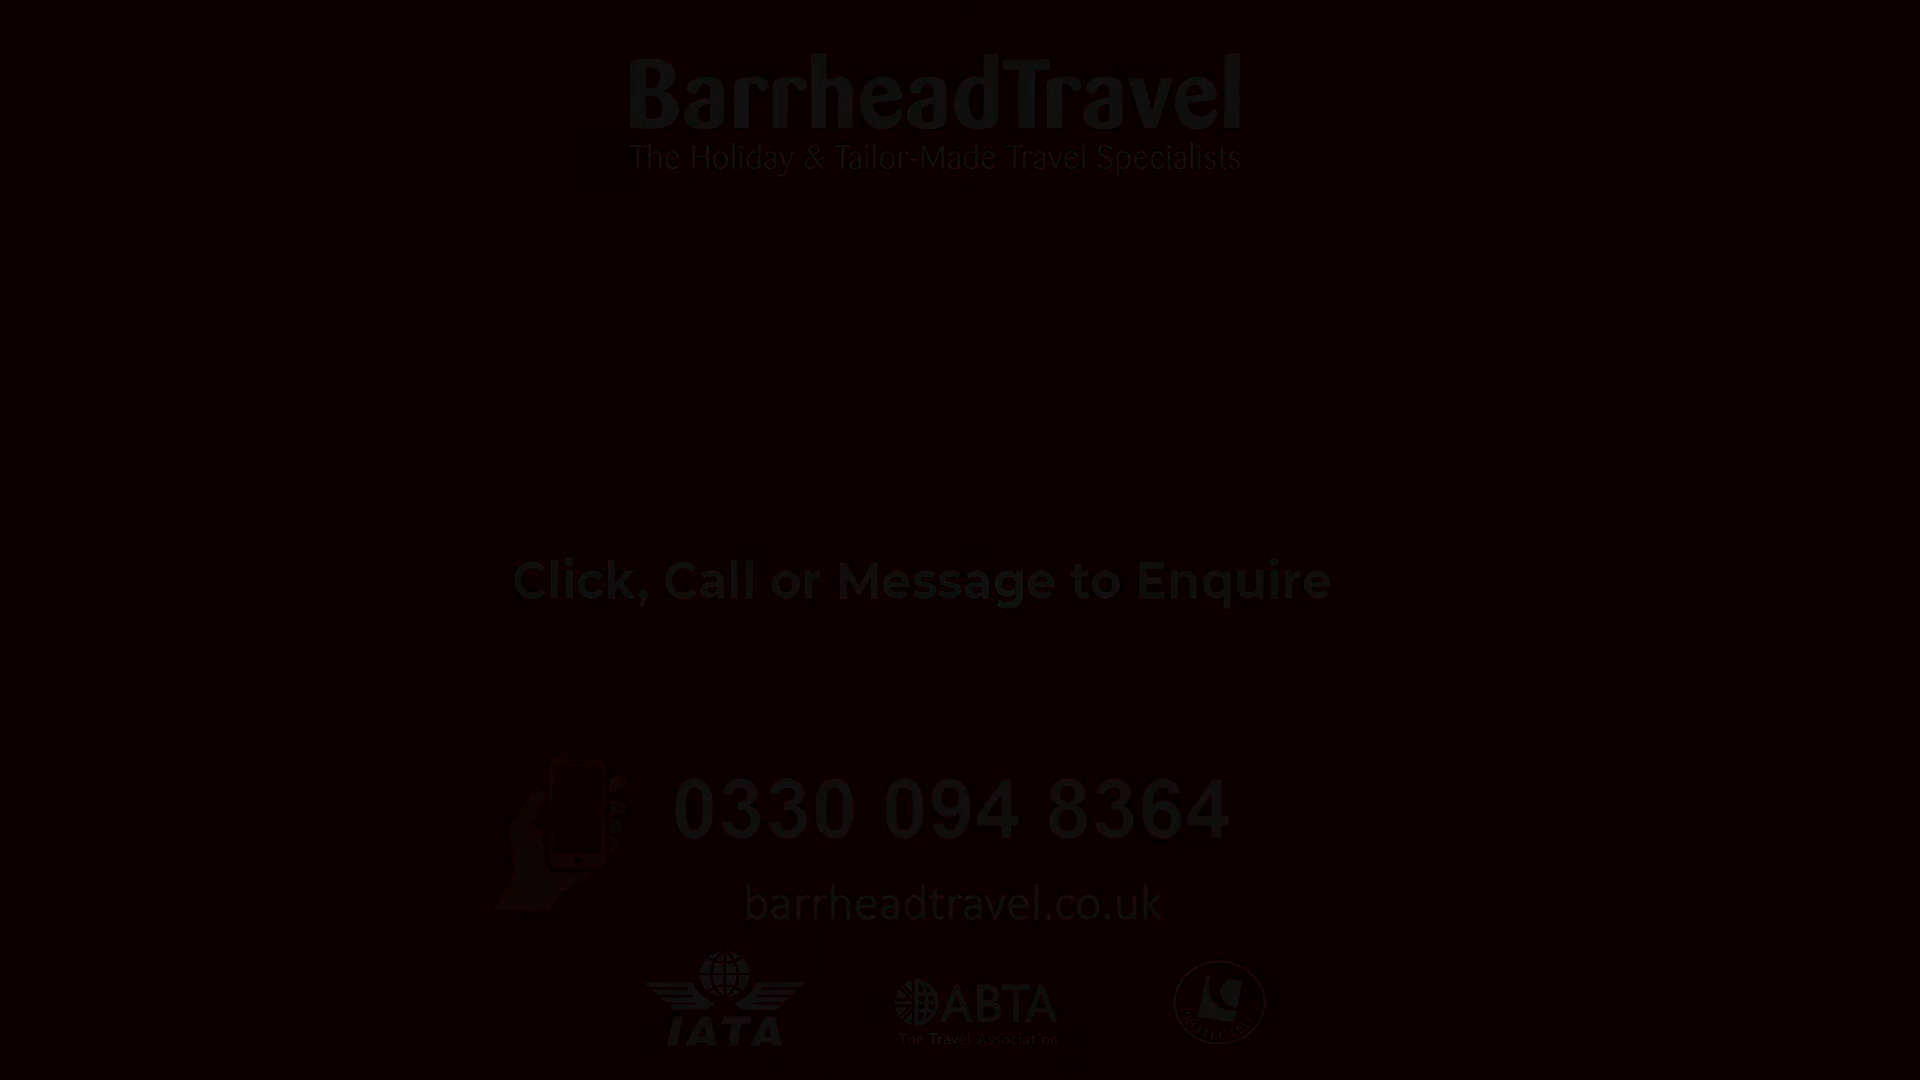 BarrheadTravel
The Holiday & Tailor-Made Travel Specialists
Click, Call or Message to Enquire
0330 094 8364
barrheadtravel.co.uk
IATA
ABTA
The Travel Association
PROTECTED